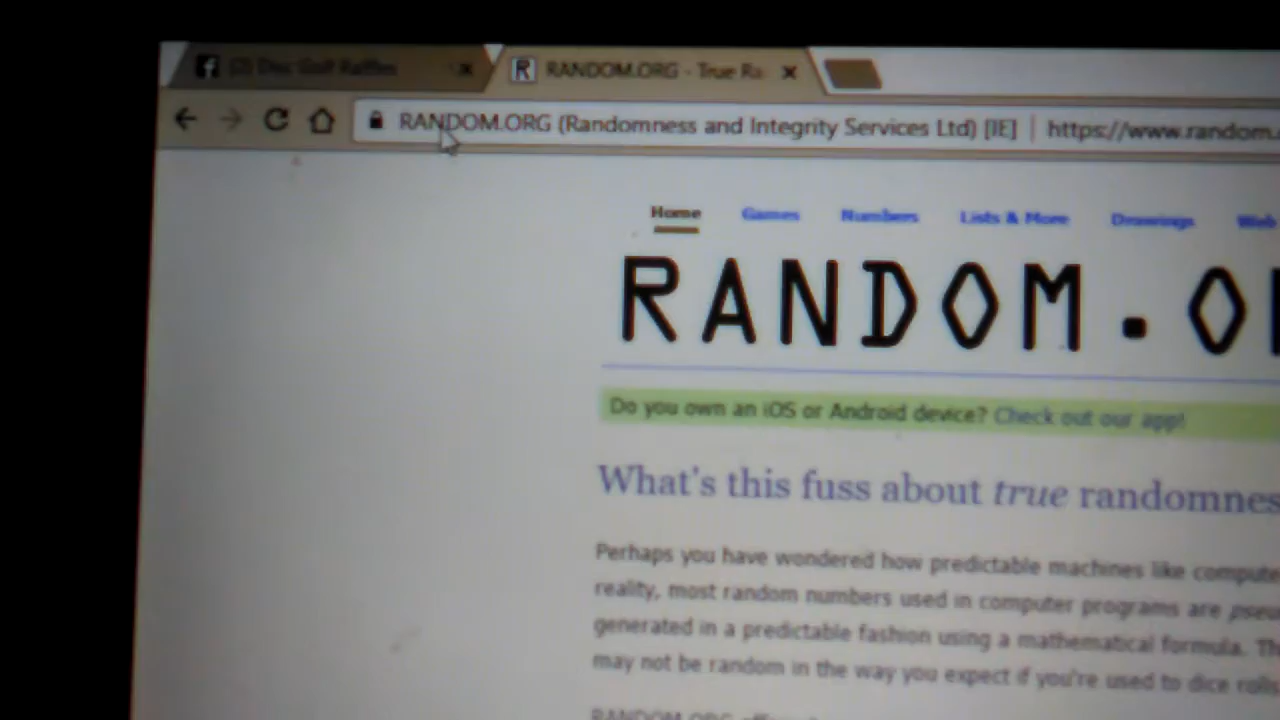 (2) Disc Golf Raffles
RANDOM.ORG - True Ra
RANDOM.ORG (Randomness and Integrity Services Ltd) [IE] | https://www.random.
Home Games Numbers Lists & More Drawings Web
RANDOM.O
Do you own an iOS or Android device? Check out our app!
What's this fuss about true randomnes
Perhaps you have wondered how predictable machines like compute
reality, most random numbers used in computer programs are pseu
generated in a predictable fashion using a mathematical formula. Th
may not be random in the way you expect if you're used to dice rolls
RANDOM.ORG